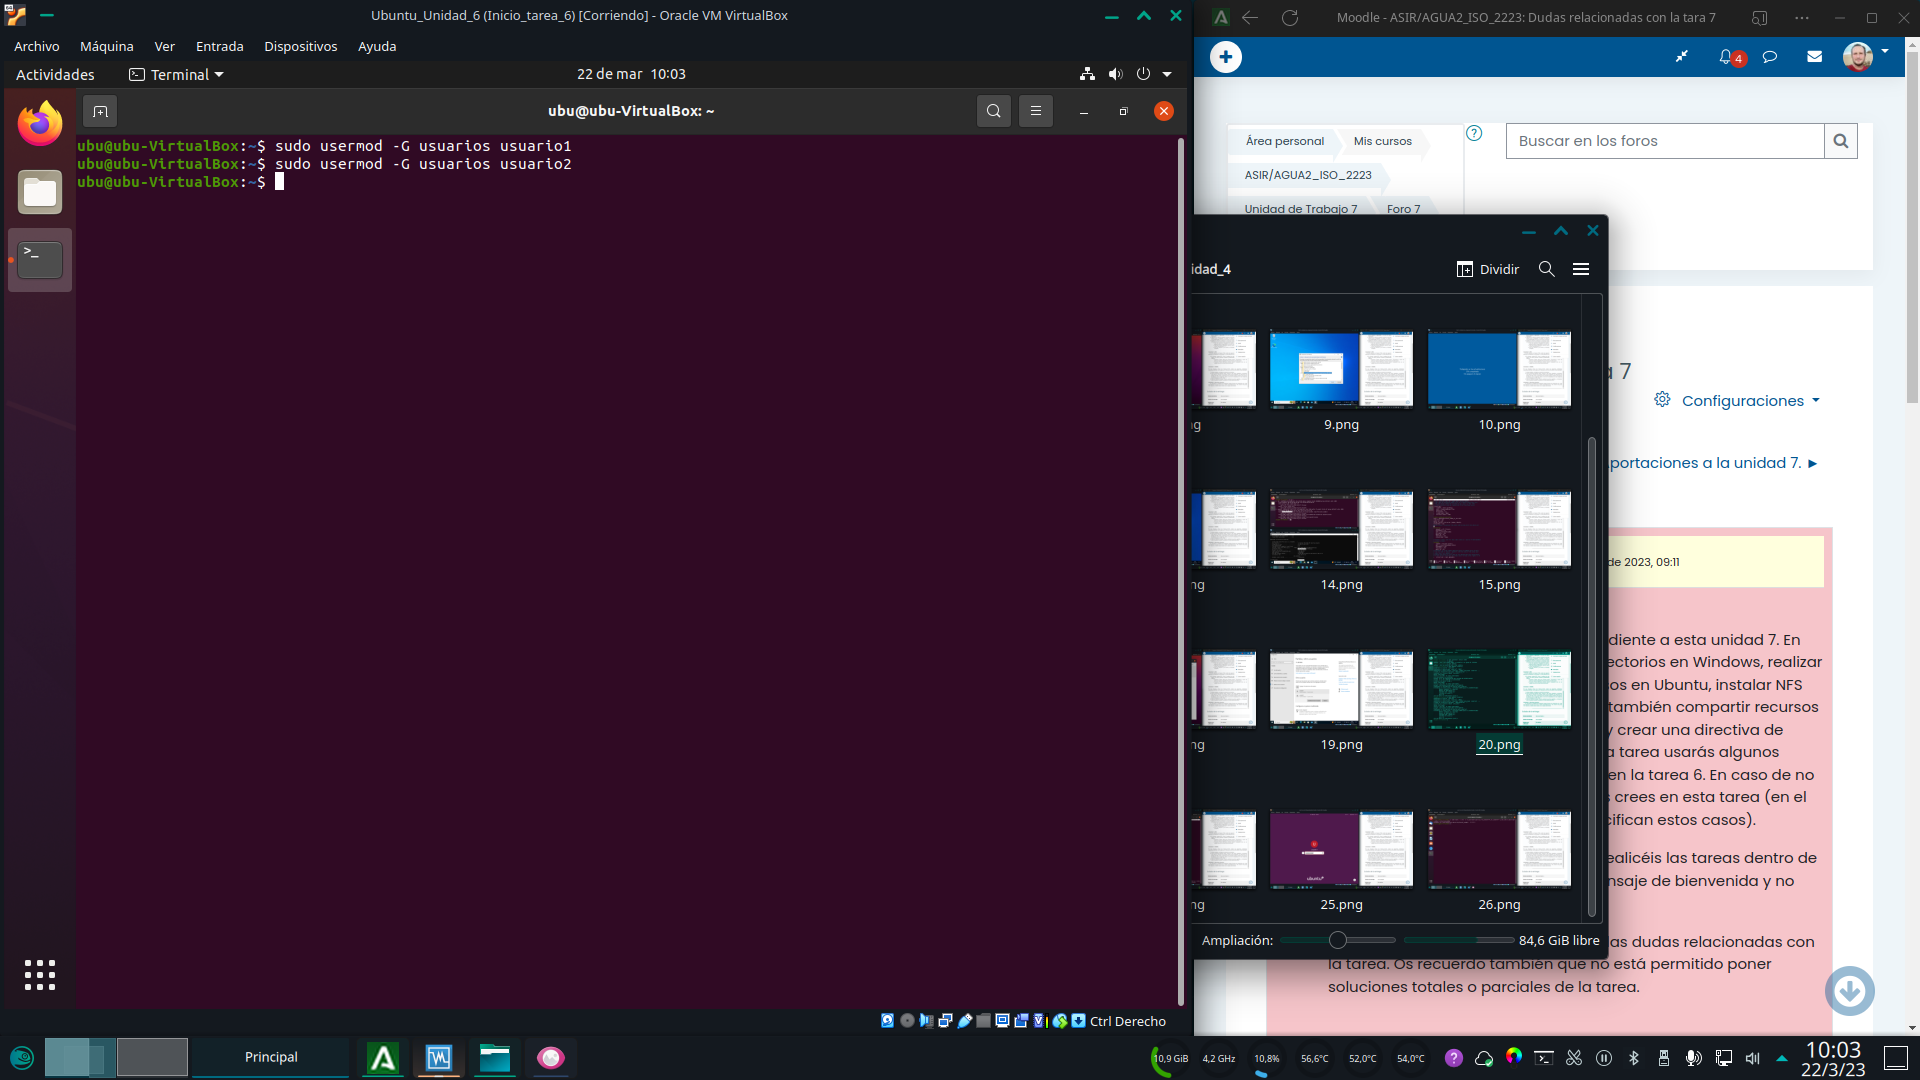 Ubuntu_Unidad_6 (Inicio_tarea_6) [Corriendo] - Oracle VM VirtualBox
Archivo Máquina Ver Entrada Dispositivos Ayuda
Actividades Terminal 22 de mar 10:03
ubu@ubu-VirtualBox: ~
ubu@ubu-VirtualBox:~$ sudo usermod -G usuarios usuario1
ubu@ubu-VirtualBox:~$ sudo usermod -G usuarios usuario2
ubu@ubu-VirtualBox:~$
Ctrl Derecho
Moodle - ASIR/AGUA2_ISO_2223: Dudas relacionadas con la tara 7
4
Área personal Mis cursos
Buscar en los foros
ASIR/AGUA2_ISO_2223
Unidad de Trabajo 7 Foro 7
idad_4
Dividir
ng 9.png 10.png
ng 14.png 15.png
ng 19.png 20.png
ng 25.png 26.png
Ampliación: 84,6 GiB libre
a 7
Configuraciones
portaciones a la unidad 7. ►
de 2023, 09:11
diente a esta unidad 7. En
ectorios en Windows, realizar
os en Ubuntu, instalar NFS
también compartir recursos
y crear una directiva de
a tarea usarás algunos
en la tarea 6. En caso de no
s crees en esta tarea (en el
cifican estos casos).
ealicéis las tareas dentro de
nsaje de bienvenida y no
as dudas relacionadas con
la tarea. Os recuerdo también que no está permitido poner
soluciones totales o parciales de la tarea.
Principal
10,9 GiB 4,2 GHz 10,8% 56,6°C 52,0°C 54,0°C
10:03
22/3/23